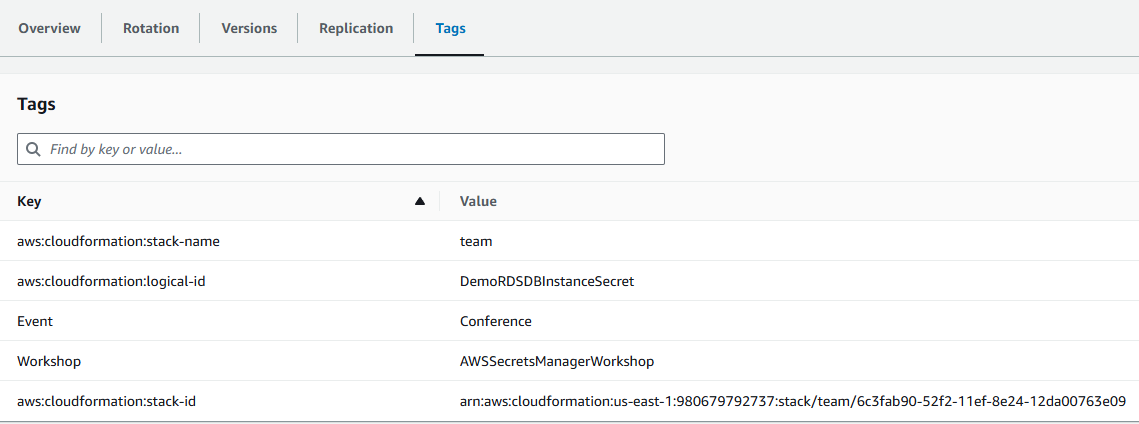 Overview Rotation Versions Replication Tags
Tags
Find by key or value...
Key Value
aws:cloudformation:stack-name team
aws:cloudformation:logical-id DemoRDSDBInstanceSecret
Event Conference
Workshop AWSSecretsManagerWorkshop
aws:cloudformation:stack-id arn:aws:cloudformation:us-east-1:980679792737:stack/team/6c3fab90-52f2-11ef-8e24-12da00763e09